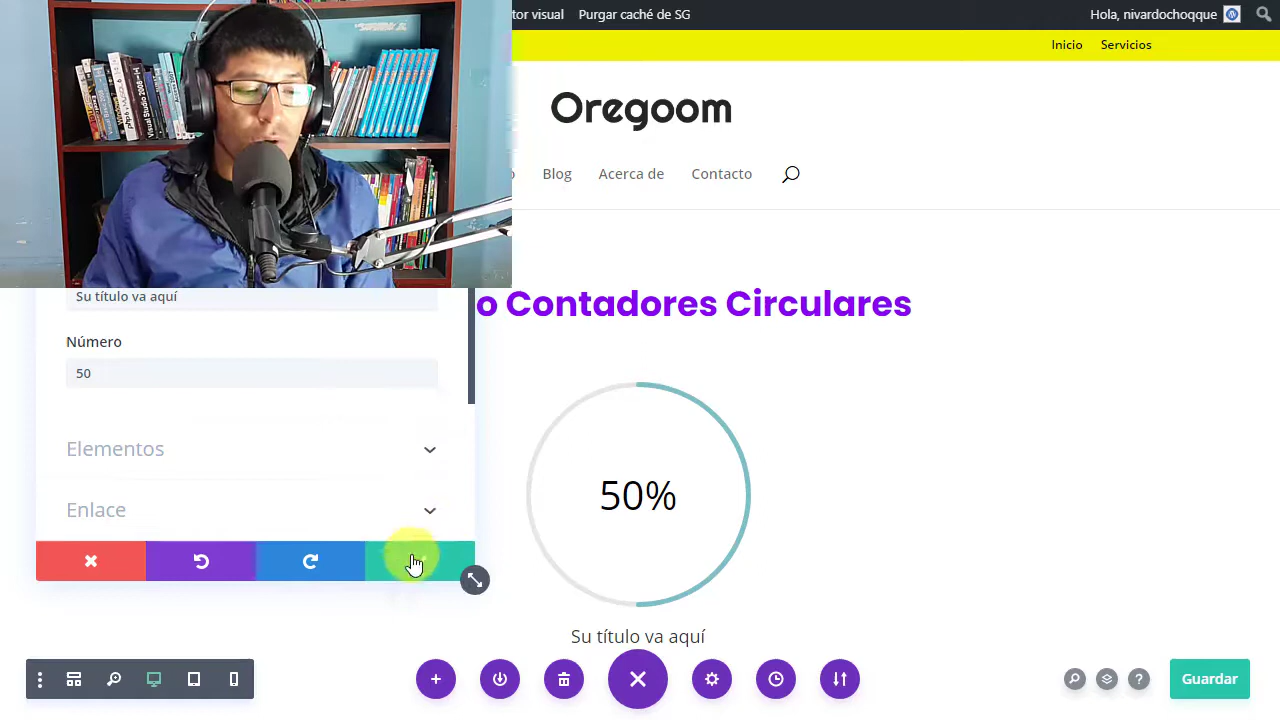 tor visual Purgar caché de SG Hola, nivardochoqque
Inicio Servicios
Oregoom
Blog Acerca de Contacto
o Contadores Circulares
Su título va aquí
Número
50
Elementos
Enlace
50%
Su título va aquí
Guardar